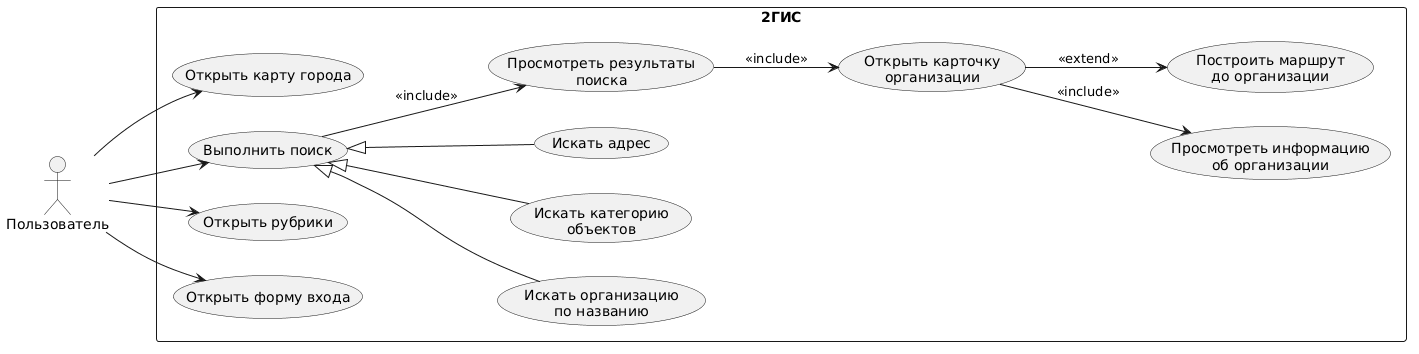 2ГИС
Пользователь
Открыть карту города
Выполнить поиск
Открыть рубрики
Открыть форму входа
«include»
Просмотреть результаты
поиска
Искать адрес
Искать категорию
объектов
Искать организацию
по названию
«include»
Открыть карточку
организации
«extend»
«include»
Построить маршрут
до организации
Просмотреть информацию
об организации